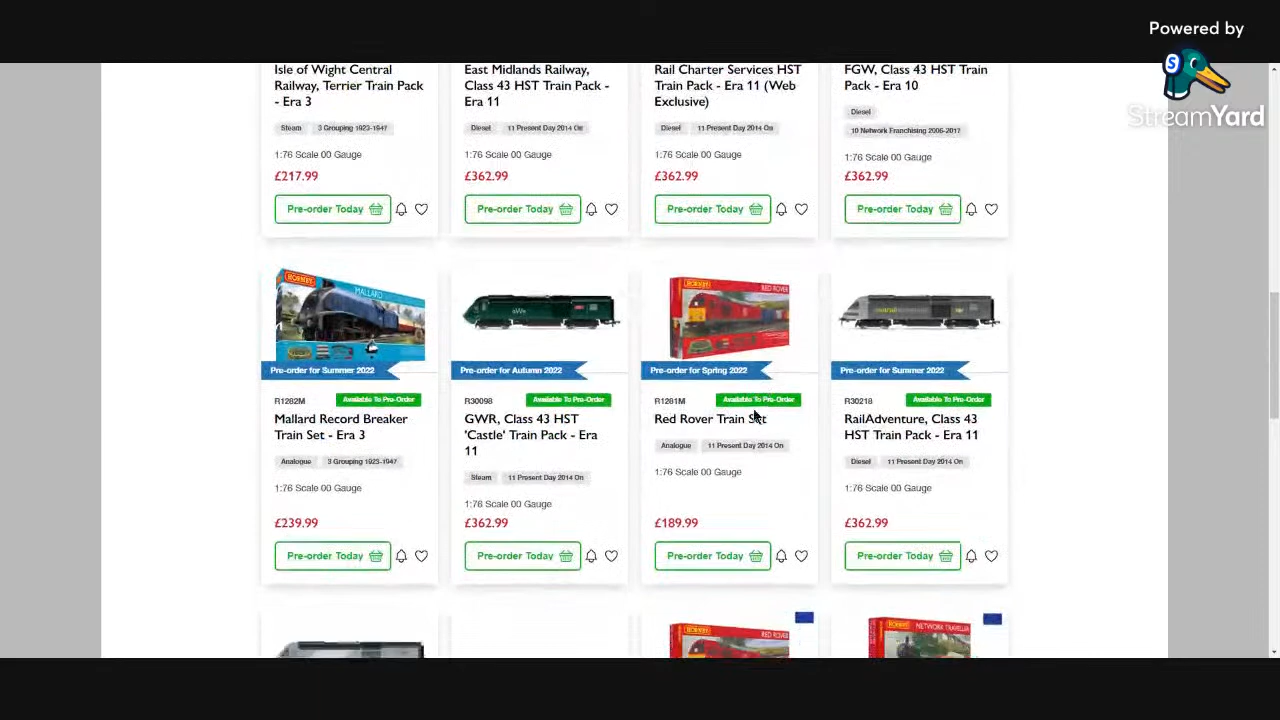 Powered by
StreamYard
Isle of Wight Central
Railway, Terrier Train Pack
- Era 3
Steam 3 Grouping 1923-1947
1:76 Scale 00 Gauge
£217.99
Pre-order Today
East Midlands Railway,
Class 43 HST Train Pack -
Era 11
Diesel 11 Present Day 2014 On
1:76 Scale 00 Gauge
£362.99
Pre-order Today
Rail Charter Services HST
Train Pack - Era 11 (Web
Exclusive)
Diesel 11 Present Day 2014 On
1:76 Scale 00 Gauge
£362.99
Pre-order Today
FGW, Class 43 HST Train
Pack - Era 10
Diesel
10 Network Franchising 2006-2017
1:76 Scale 00 Gauge
£362.99
Pre-order Today
HORNBY
MALLARD
Pre-order for Summer 2022
R1282M Available To Pre-Order
Mallard Record Breaker
Train Set - Era 3
Analogue 3 Grouping 1923-1947
1:76 Scale 00 Gauge
£239.99
Pre-order Today
Pre-order for Autumn 2022
R30098 Available To Pre-Order
GWR, Class 43 HST
'Castle' Train Pack - Era
11
Steam 11 Present Day 2014 On
1:76 Scale 00 Gauge
£362.99
Pre-order Today
HORNBY
RED ROVER
Pre-order for Spring 2022
R1281M Available To Pre-Order
Red Rover Train Set
Analogue 11 Present Day 2014 On
1:76 Scale 00 Gauge
£189.99
Pre-order Today
Pre-order for Summer 2022
R30218 Available To Pre-Order
RailAdventure, Class 43
HST Train Pack - Era 11
Diesel 11 Present Day 2014 On
1:76 Scale 00 Gauge
£362.99
Pre-order Today
HORNBY
RED ROVER
HORNBY
NETWORK TRAVELLER